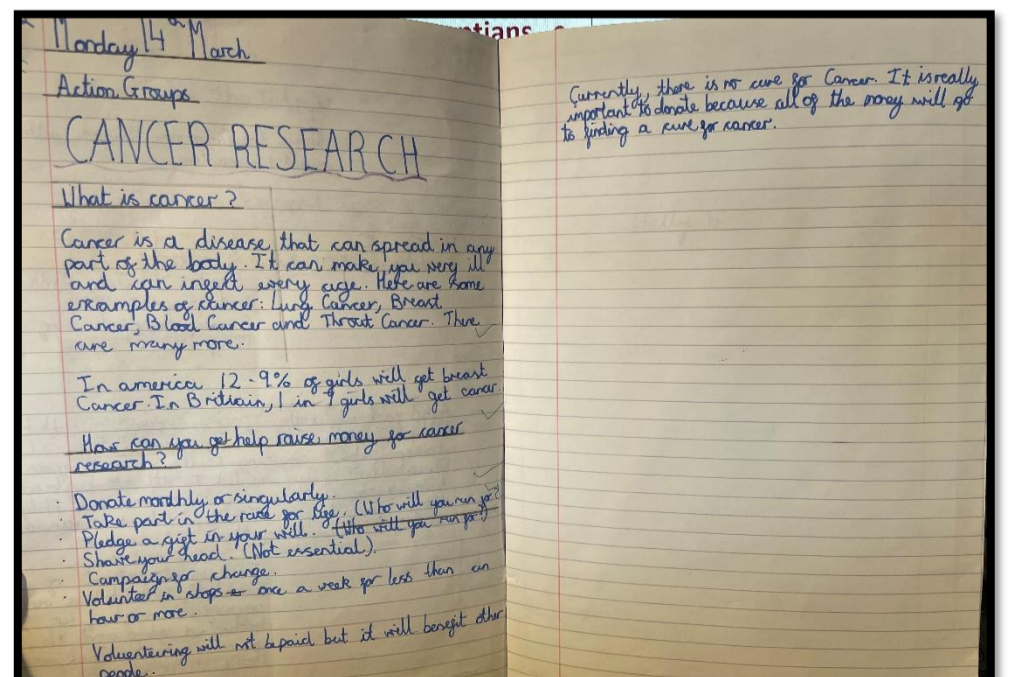 Monday 14th March
Action Groups
CANCER RESEARCH
What is cancer?
Cancer is a disease, that can spread in any
part of the body. It can make you very ill
and can infect every age. Here are some
examples of cancer: Lung Cancer, Breast
Cancer, Blood Cancer and Throat Cancer. There
are many more.
In america 12.9% of girls will get breast
Cancer. In Britiain, 1 in 7 girls will get cancer
How can you get help raise money for cancer
research?
· Donate monthly or singularly.
· Take part in the race for life. (Who will you run for?)
· Pledge a gift in your will. (Who will you run for?)
· Shave your head. (Not essential).
· Campaign for change.
· Volunteer in shops once a week for less than an
hour or more.
Voluenteering will not be paid but it will benefit other
people.
Currently, there is no cure for Cancer. It is really
important to donate because all of the money will go
to finding a cure for cancer.